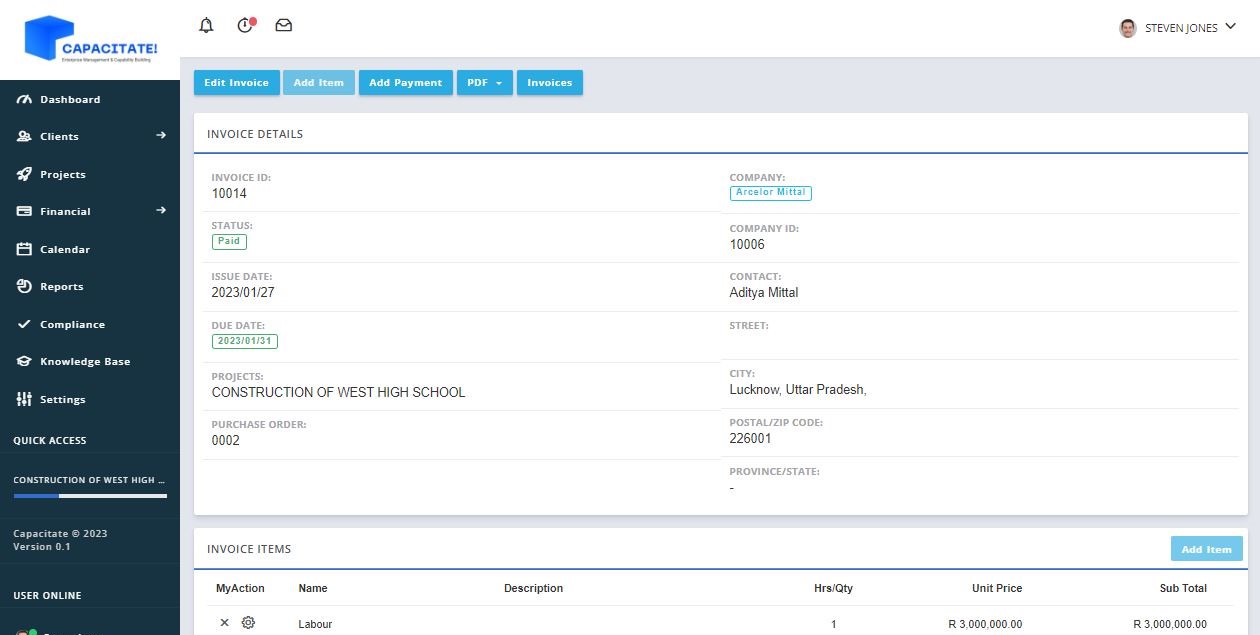 CAPACITATE!
Enterprise Management & Capability Building
STEVEN JONES
Dashboard
Clients
Projects
Financial
Calendar
Reports
Compliance
Knowledge Base
Settings
QUICK ACCESS
CONSTRUCTION OF WEST HIGH ...
Capacitate © 2023
Version 0.1
USER ONLINE
Edit Invoice Add Item Add Payment PDF Invoices
INVOICE DETAILS
INVOICE ID:
10014
STATUS:
Paid
ISSUE DATE:
2023/01/27
DUE DATE:
2023/01/31
PROJECTS:
CONSTRUCTION OF WEST HIGH SCHOOL
PURCHASE ORDER:
0002
COMPANY:
Arcelor Mittal
COMPANY ID:
10006
CONTACT:
Aditya Mittal
STREET:
CITY:
Lucknow, Uttar Pradesh,
POSTAL/ZIP CODE:
226001
PROVINCE/STATE:
-
INVOICE ITEMS Add Item
MyAction Name Description Hrs/Qty Unit Price Sub Total
Labour 1 R 3,000,000.00 R 3,000,000.00